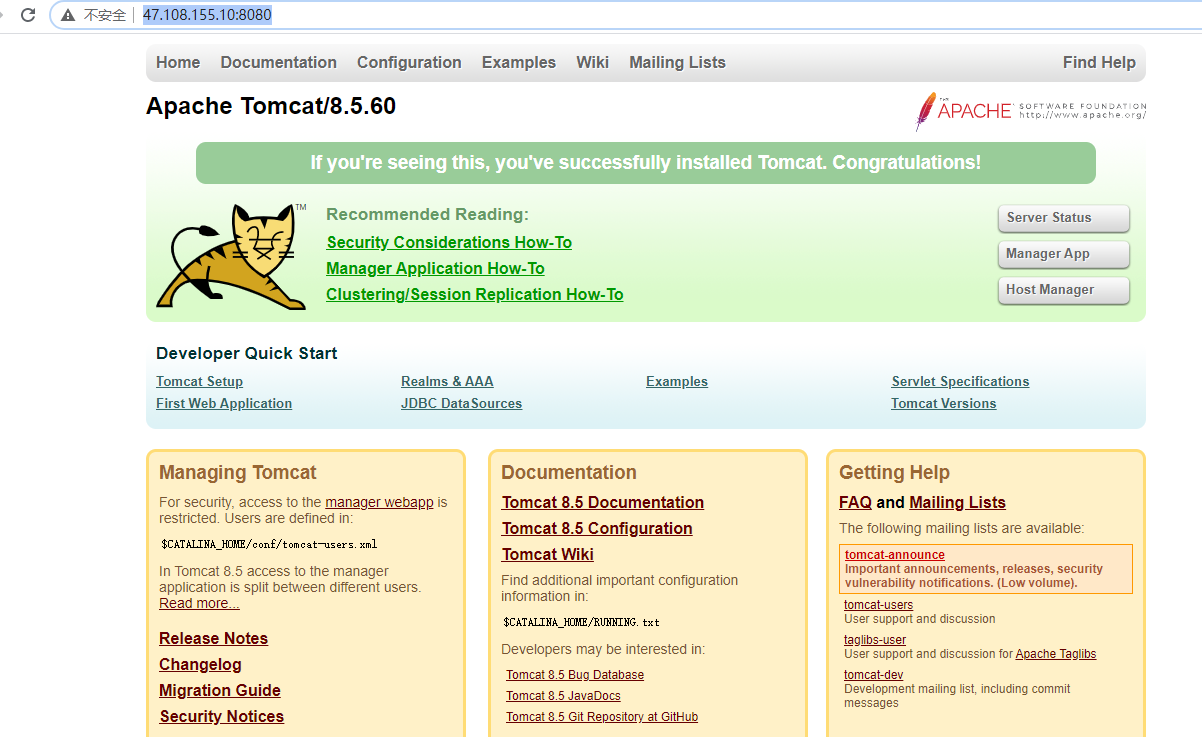 不安全 47.108.155.10:8080
Home Documentation Configuration Examples Wiki Mailing Lists Find Help
Apache Tomcat/8.5.60
THE APACHE SOFTWARE FOUNDATION
http://www.apache.org/
If you're seeing this, you've successfully installed Tomcat. Congratulations!
TM
Recommended Reading:
Security Considerations How-To
Manager Application How-To
Clustering/Session Replication How-To
Server Status
Manager App
Host Manager
Developer Quick Start
Tomcat Setup
First Web Application
Realms & AAA
JDBC DataSources
Examples
Servlet Specifications
Tomcat Versions
Managing Tomcat
For security, access to the manager webapp is
restricted. Users are defined in:
$CATALINA_HOME/conf/tomcat-users.xml
In Tomcat 8.5 access to the manager
application is split between different users.
Read more...
Release Notes
Changelog
Migration Guide
Security Notices
Documentation
Tomcat 8.5 Documentation
Tomcat 8.5 Configuration
Tomcat Wiki
Find additional important configuration
information in:
$CATALINA_HOME/RUNNING.txt
Developers may be interested in:
Tomcat 8.5 Bug Database
Tomcat 8.5 JavaDocs
Tomcat 8.5 Git Repository at GitHub
Getting Help
FAQ and Mailing Lists
The following mailing lists are available:
tomcat-announce
Important announcements, releases, security
vulnerability notifications. (Low volume).
tomcat-users
User support and discussion
taglibs-user
User support and discussion for Apache Taglibs
tomcat-dev
Development mailing list, including commit
messages